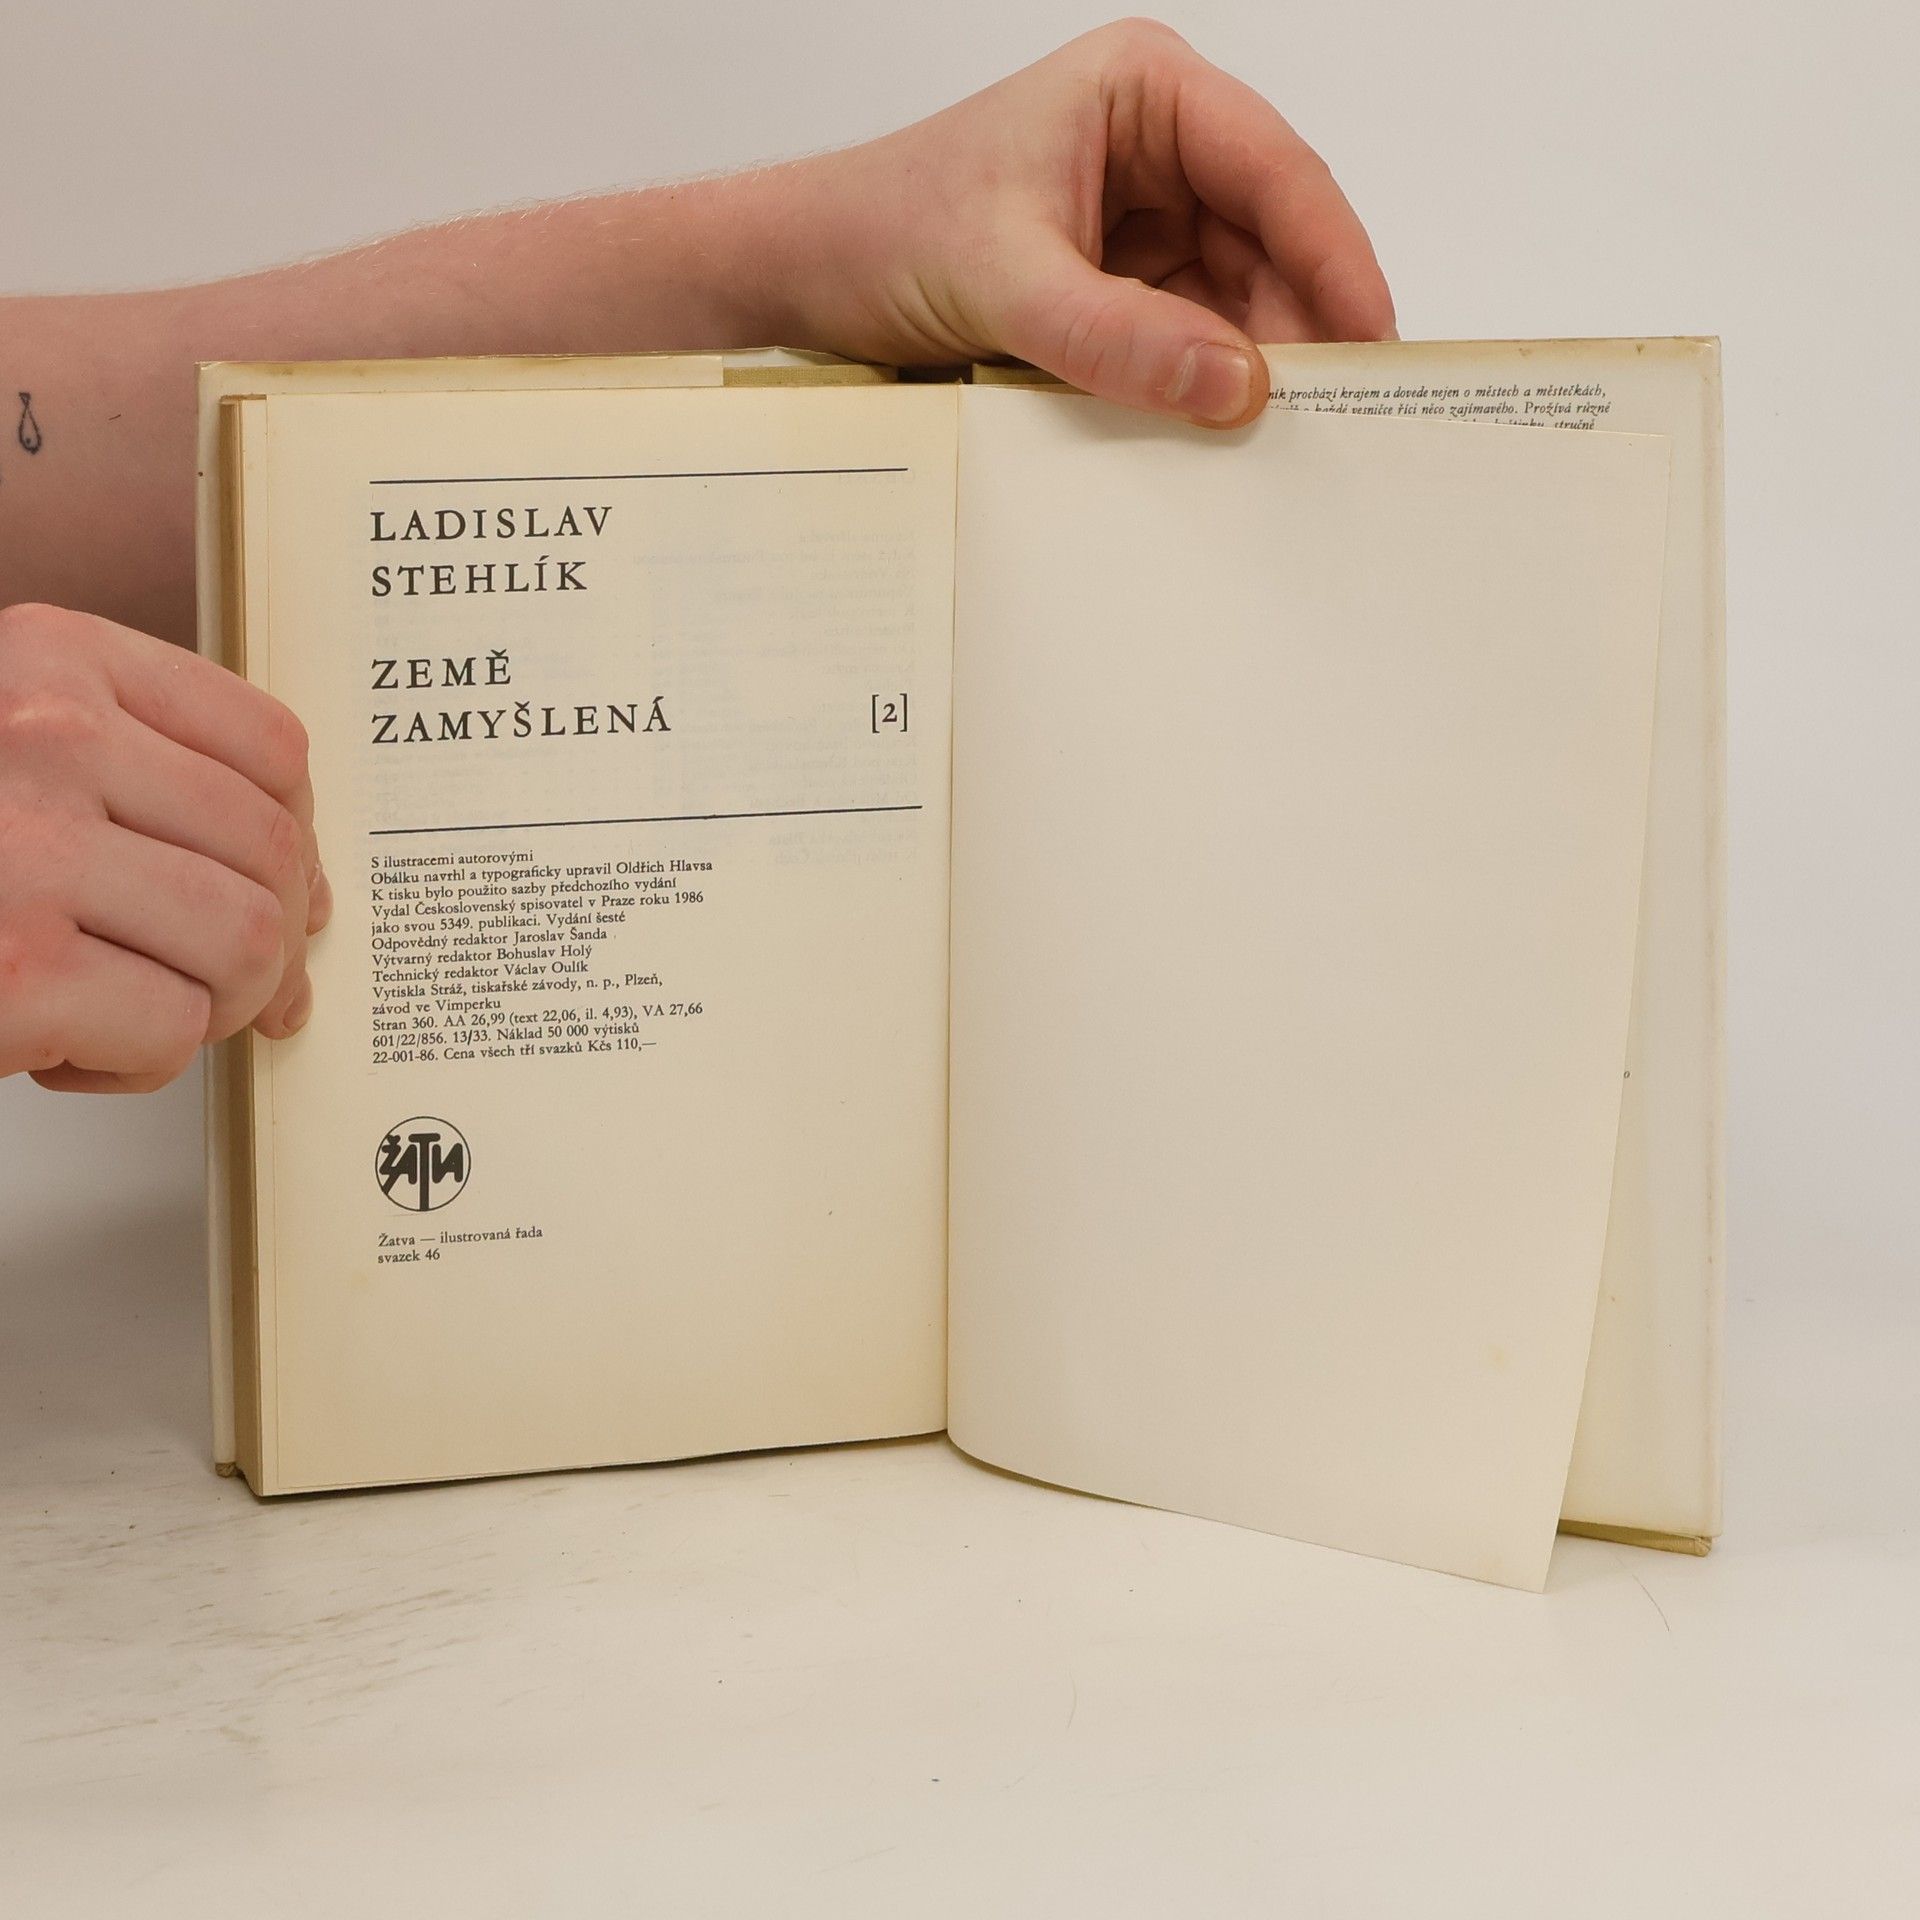 LADISLAV
STEHLÍK
ZEMĚ
ZAMYŠLENÁ [2]
S ilustracemi autorovými
Obálku navrhl a typograficky upravil Oldřich Hlavsa
K tisku bylo použito sazby předchozího vydání
Vydal Československý spisovatel v Praze roku 1986
jako svou 5349. publikaci. Vydání šesté
Odpovědný redaktor Jaroslav Šanda
Výtvarný redaktor Bohuslav Holý
Technický redaktor Václav Oulík
Vytiskla Stráž, tiskařské závody, n. p., Plzeň,
závod ve Vimperku
Stran 360. AA 26,99 (text 22,06, il. 4,93), VA 27,66
601/22/856. 13/33. Náklad 50 000 výtisků
22-001-86. Cena všech tří svazků Kčs 110,—
ŽATVA
Žatva — ilustrovaná řada
svazek 46
prochází krajem a dovede nejen o městech a městečkách,
každé vesničce říci něco zajímavého. Prožívá různé
stručně